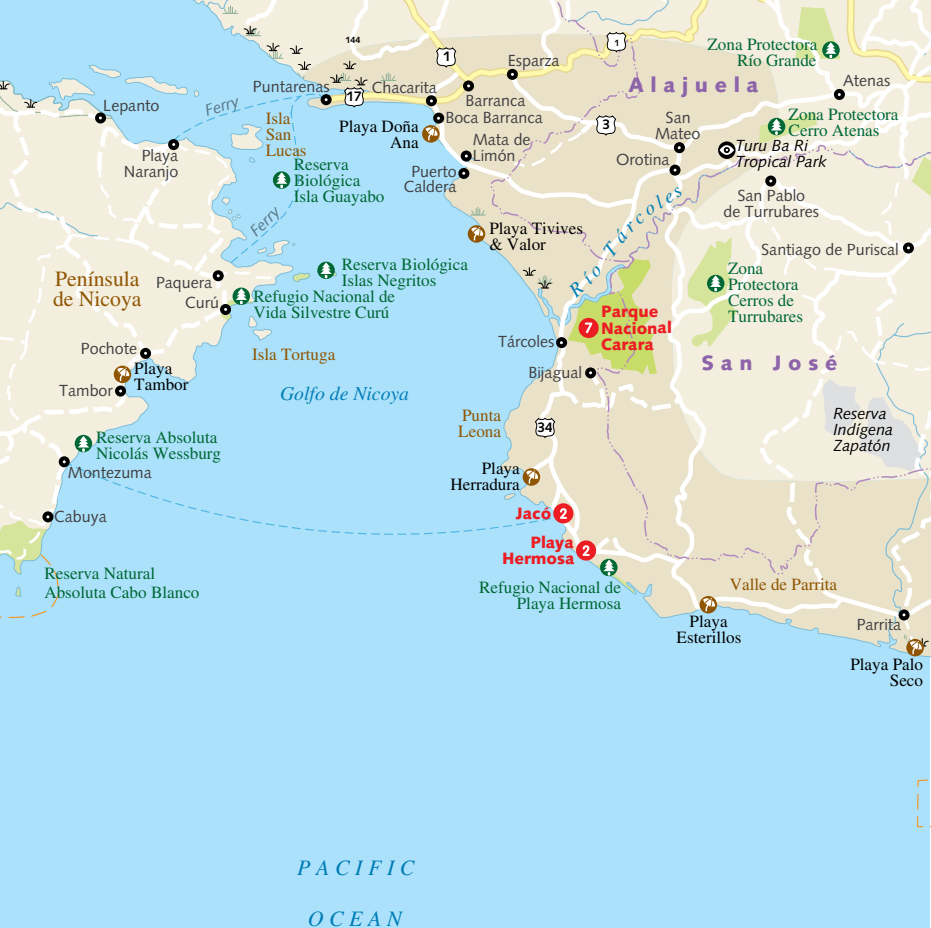 144
1
1
Zona Protectora
Río Grande
Esparza
Alajuela
Atenas
Puntarenas
17
Chacarita
Barranca
Lepanto
Ferry
Isla
San
Lucas
Playa Doña
Ana
Boca Barranca
3
San
Mateo
Zona Protectora
Cerro Atenas
Mata de
Limón
Turu Ba Ri
Tropical Park
Playa
Naranjo
Reserva
Biológica
Isla Guayabo
Puerto
Caldera
Orotina
San Pablo
de Turrubares
Ferry
Río Tárcoles
Playa Tivives
& Valor
Santiago de Puriscal
Península
de Nicoya
Paquera
Reserva Biológica
Islas Negritos
Zona
Protectora
Cerros de
Turrubares
Curú
Refugio Nacional de
Vida Silvestre Curú
7
Parque
Nacional
Carara
Tárcoles
Pochote
Isla Tortuga
San José
Playa
Tambor
Bijagual
Tambor
Golfo de Nicoya
Punta
Leona
34
Reserva
Indígena
Zapatón
Reserva Absoluta
Nicolás Wessburg
Montezuma
Playa
Herradura
Cabuya
Jacó
2
Playa
Hermosa
2
Reserva Natural
Absoluta Cabo Blanco
Refugio Nacional de
Playa Hermosa
Valle de Parrita
Playa
Esterillos
Parrita
Playa Palo
Seco
PACIFIC
OCEAN